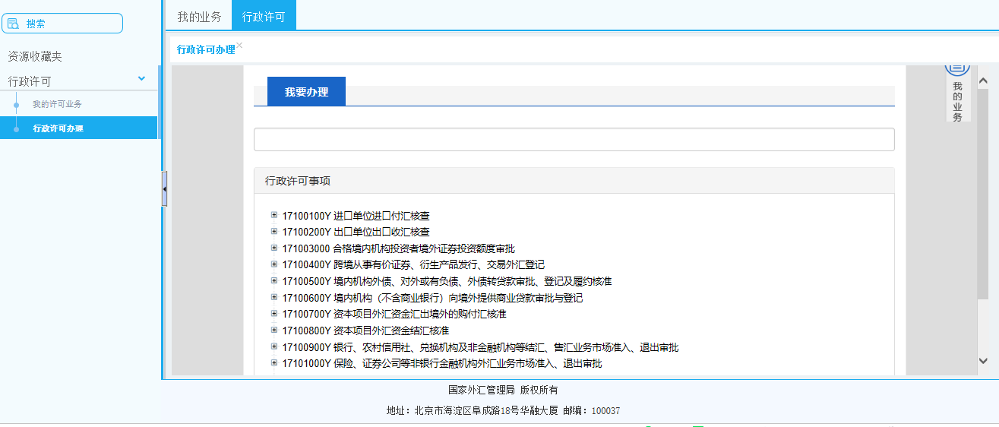 搜索
资源收藏夹
行政许可
我的许可业务
行政许可办理
我的业务
行政许可
行政许可办理
我要办理
我的业务
行政许可事项
17100100Y 进口单位进口付汇核查
17100200Y 出口单位出口收汇核查
171003000 合格境内机构投资者境外证券投资额度审批
17100400Y 跨境从事有价证券、衍生产品发行、交易外汇登记
17100500Y 境内机构外债、对外或有负债、外债转贷款审批、登记及履约核准
17100600Y 境内机构（不含商业银行）向境外提供商业贷款审批与登记
17100700Y 资本项目外汇资金汇出境外的购付汇核准
17100800Y 资本项目外汇资金结汇核准
17100900Y 银行、农村信用社、兑换机构及非金融机构等结汇、售汇业务市场准入、退出审批
17101000Y 保险、证券公司等非银行金融机构外汇业务市场准入、退出审批
国家外汇管理局 版权所有
地址：北京市海淀区阜成路18号华融大厦 邮编：100037